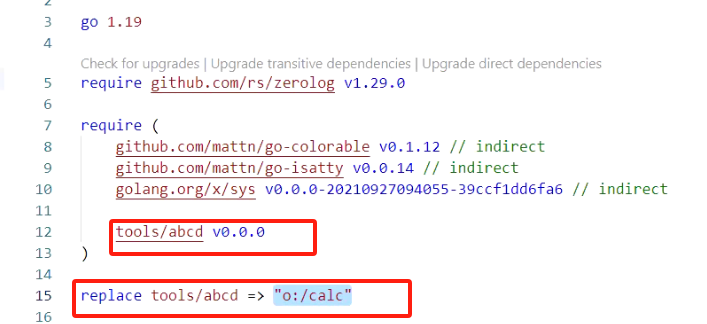 2
3 go 1.19
4
Check for upgrades | Upgrade transitive dependencies | Upgrade direct dependencies
5 require github.com/rs/zerolog v1.29.0
6
7 require (
8 github.com/mattn/go-colorable v0.1.12 // indirect
9 github.com/mattn/go-isatty v0.0.14 // indirect
10 golang.org/x/sys v0.0.0-20210927094055-39ccf1dd6fa6 // indirect
11
12 tools/abcd v0.0.0
13 )
14
15 replace tools/abcd => "o:/calc"
16